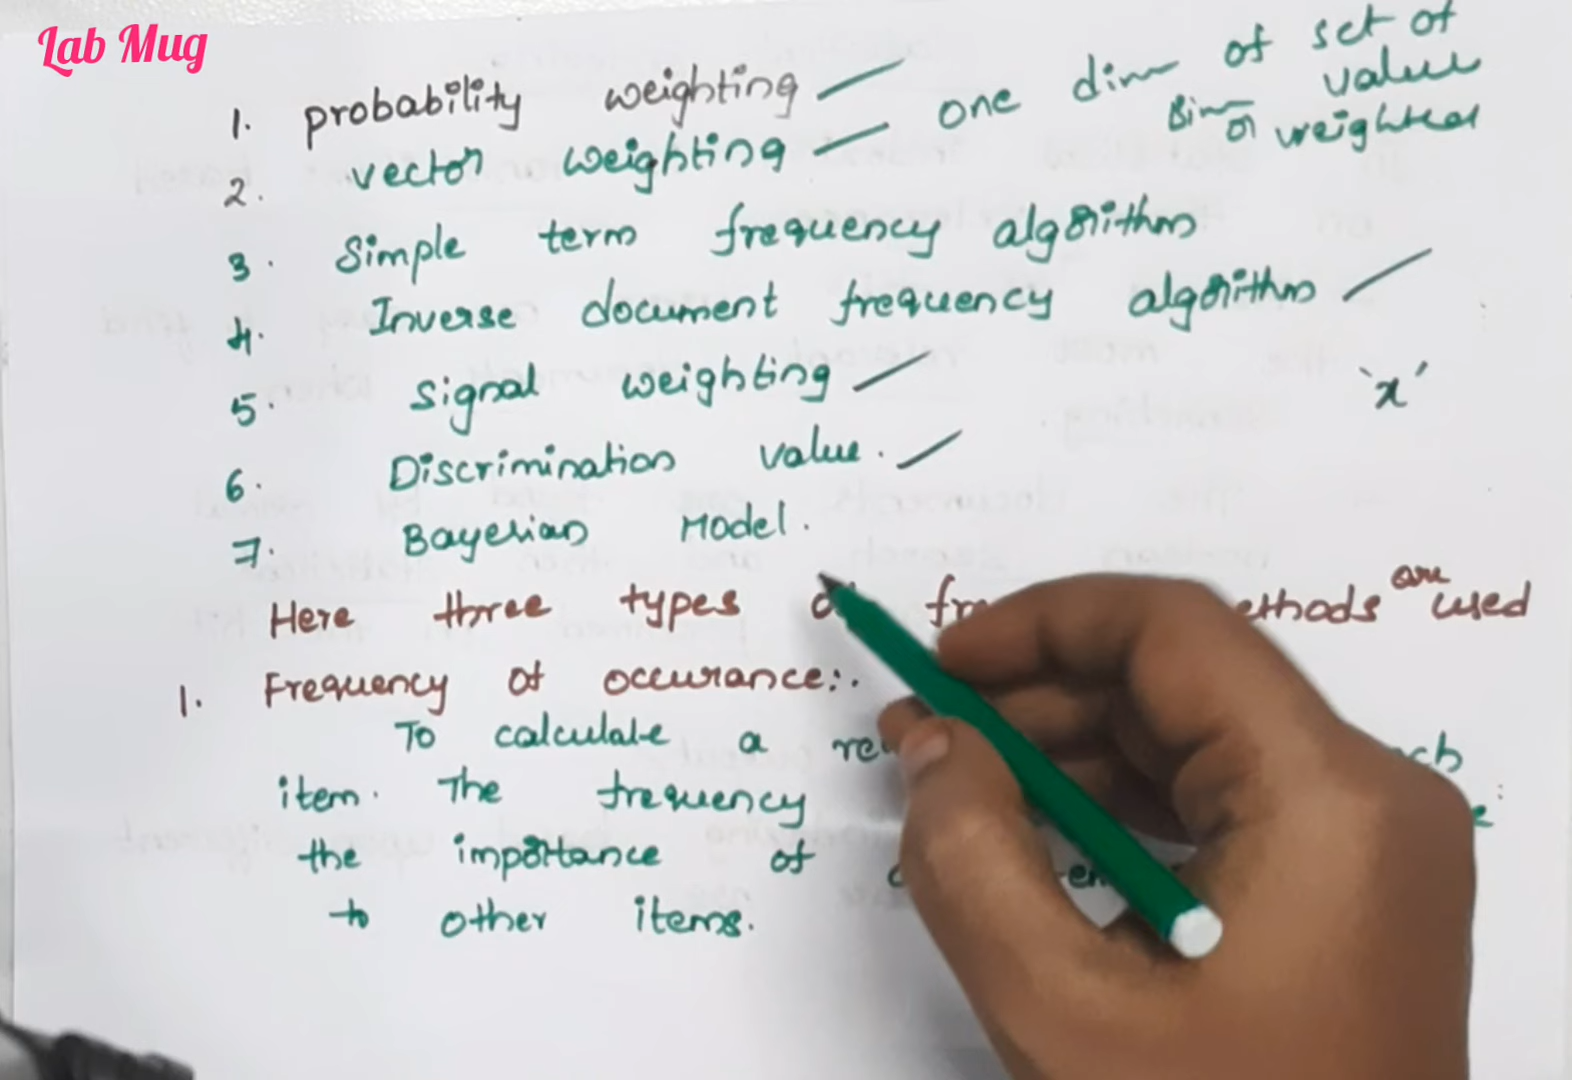 Lab Mug
1. probability weighting
2. vector weighting one dim of set of value
Bin or weighted
3. Simple term frequency algorithm
4. Inverse document frequency algorithm
5. Signal weighting 'x'
6. Discrimination value.
7. Bayesian Model.
Here three types methods are used
1. Frequency of occurance:.
To calculate a
item. The frequency
the importance of
to other items.